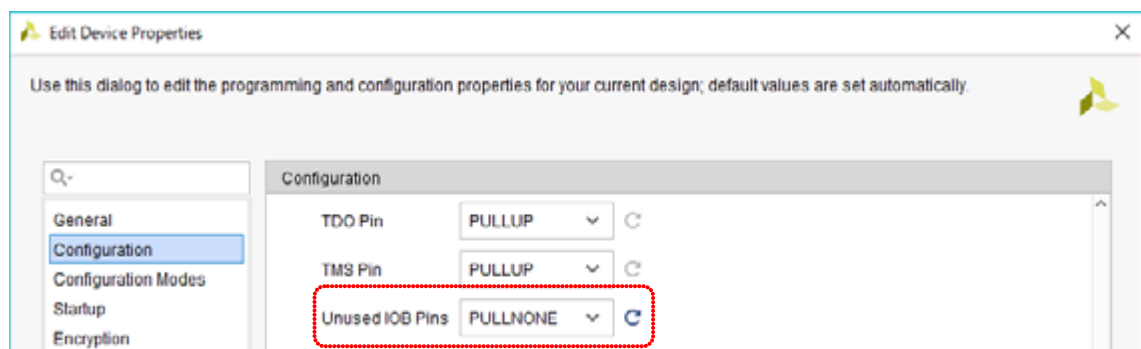 Edit Device Properties
Use this dialog to edit the programming and configuration properties for your current design; default values are set automatically.
Configuration
General
Configuration
Configuration Modes
Startup
Encryption
TDO Pin PULLUP
TMS Pin PULLUP
Unused IOB Pins PULLNONE